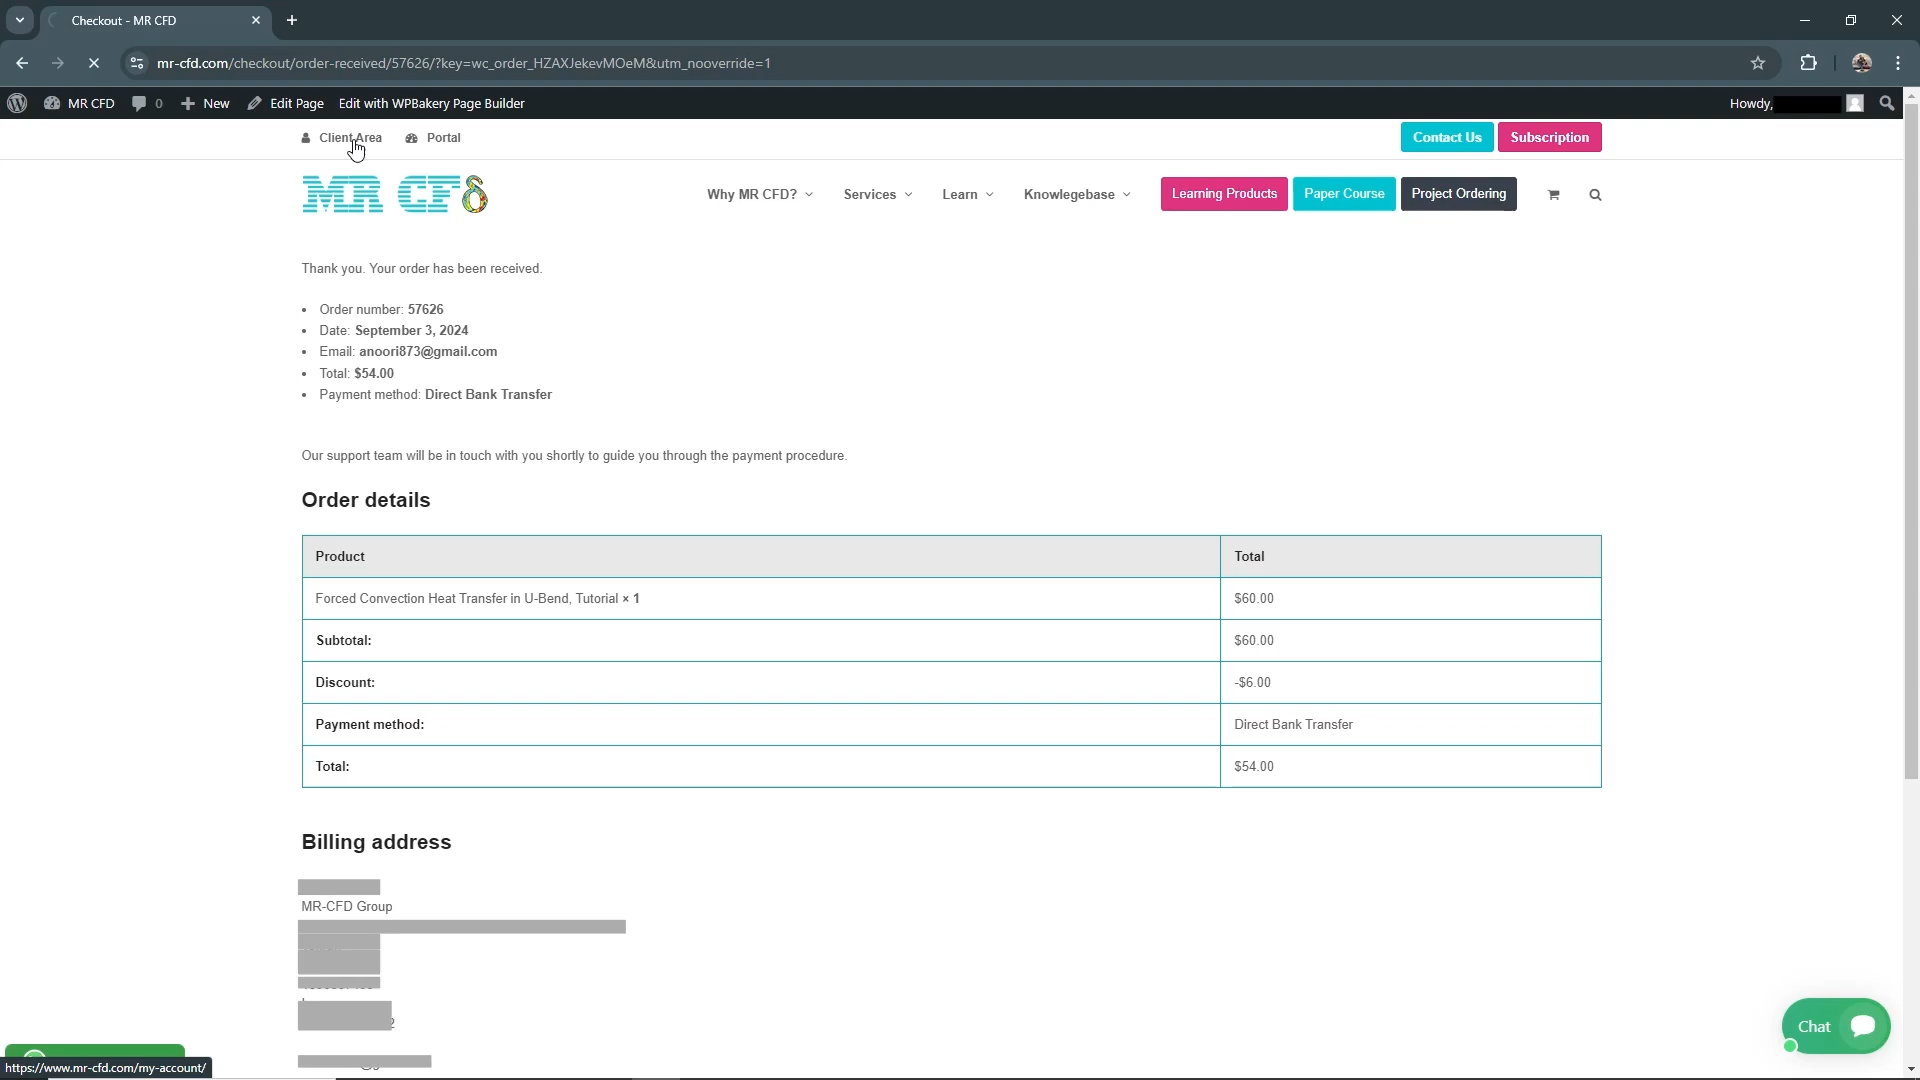 Checkout - MR CFD
mr-cfd.com/checkout/order-received/57626/?key=wc_order_HZAXJekevMOeM&utm_nooverride=1
MR CFD 0 New Edit Page Edit with WPBakery Page Builder Howdy,
Client Area Portal Contact Us Subscription
MR CFD Why MR CFD? Services Learn Knowlegebase Learning Products Paper Course Project Ordering
Thank you. Your order has been received.
Order number: 57626
Date: September 3, 2024
Email: anoori873@gmail.com
Total: $54.00
Payment method: Direct Bank Transfer
Our support team will be in touch with you shortly to guide you through the payment procedure.
Order details
Product Total
Forced Convection Heat Transfer in U-Bend, Tutorial × 1 $60.00
Subtotal: $60.00
Discount: -$6.00
Payment method: Direct Bank Transfer
Total: $54.00
Billing address
MR-CFD Group
Chat
https://www.mr-cfd.com/my-account/